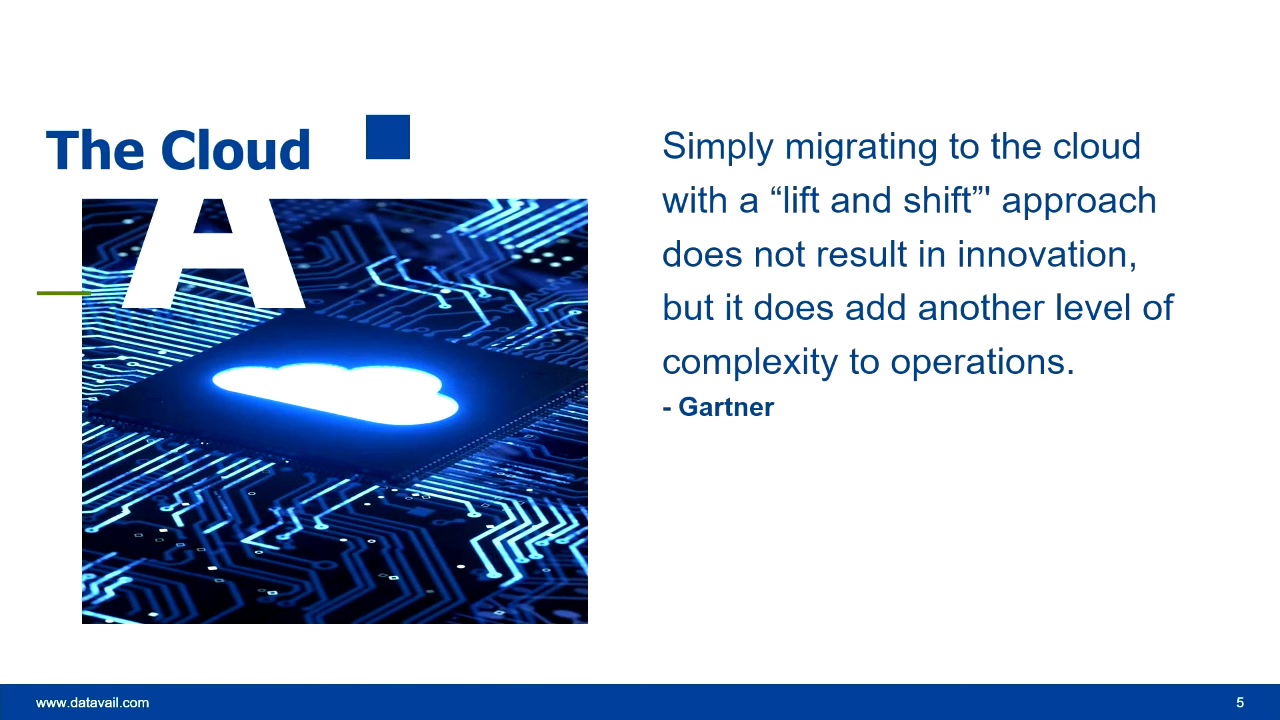 The Cloud
A
Simply migrating to the cloud
with a “lift and shift”' approach
does not result in innovation,
but it does add another level of
complexity to operations.
- Gartner
www.datavail.com
5